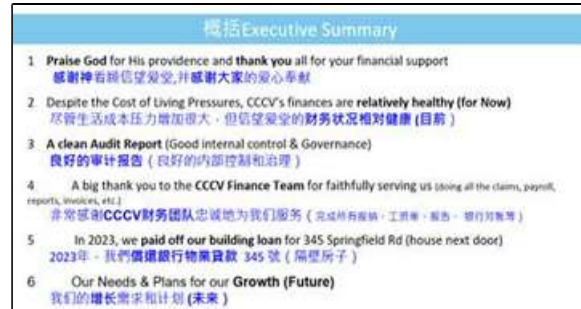 概括Executive Summary
1 Praise God for His providence and thank you all for your financial support
感谢神看顾信望爱堂,并感谢大家的爱心奉献
2 Despite the Cost of Living Pressures, CCCV's finances are relatively healthy (for Now)
尽管生活成本压力增加很大，但信望爱堂的财务状况相对健康 (目前）
3 A clean Audit Report (Good internal control & Governance)
良好的审计报告（良好的内部控制和治理）
4 A big thank you to the CCCV Finance Team for faithfully serving us (doing all the claims, payroll,
reports, invoices, etc.)
非常感谢CCCV财务团队忠诚地为我们服务（完成所有报销、工资单、报告、银行对账等）
5 In 2023, we paid off our building loan for 345 Springfield Rd (house next door)
2023年，我們償還銀行物業貸款 345 號（隔壁房子）
6 Our Needs & Plans for our Growth (Future)
我们的增长需求和计划 (未来）